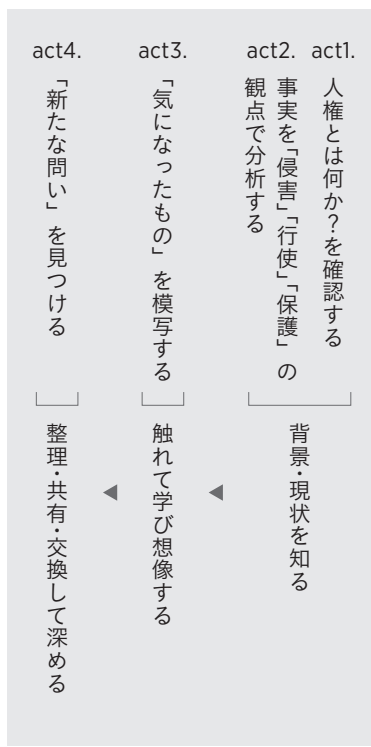 act1.
人権とは何か?を確認する
act2.
事実を「侵害」「行使」「保護」の
観点で分析する
背景・現状を知る
act3.
「気になったもの」を模写する
触れて学び想像する
act4.
「新たな問い」を見つける
整理・共有・交換して深める